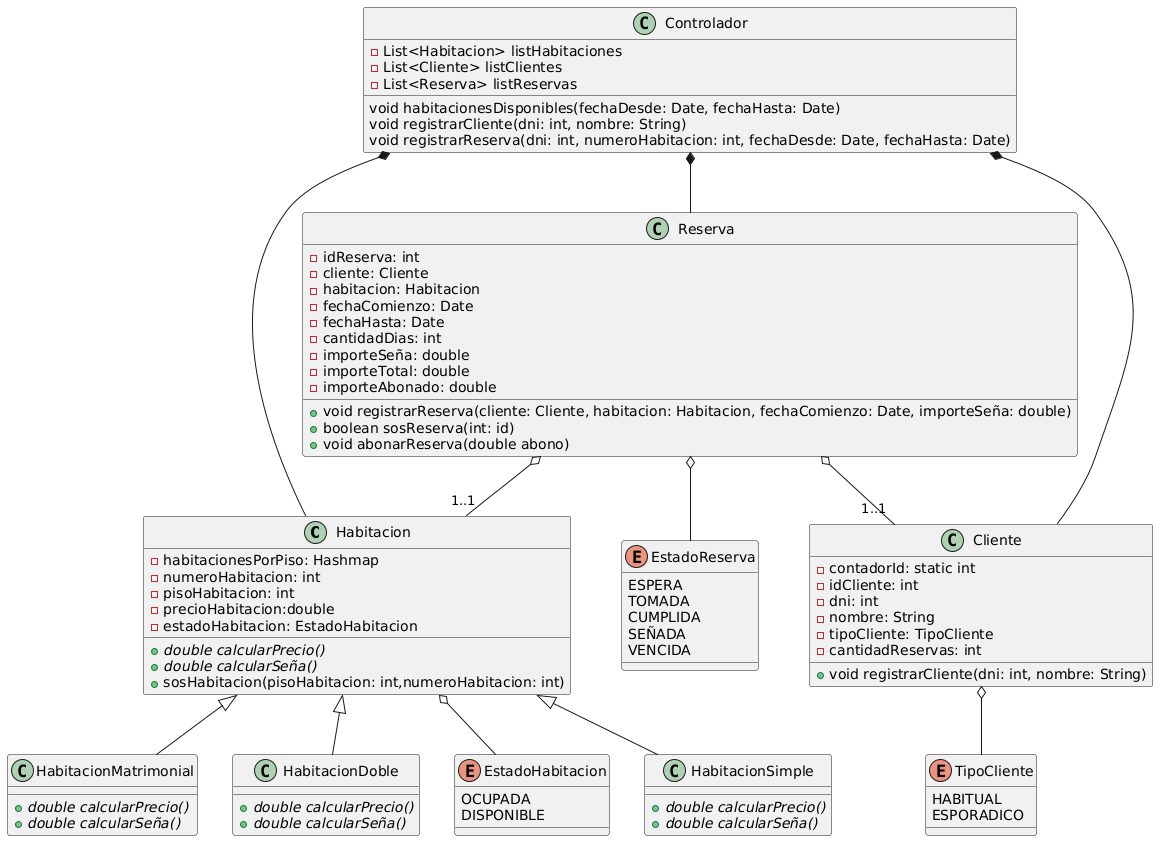 C Controlador
List<Habitacion> listHabitaciones
List<Cliente> listClientes
List<Reserva> listReservas
void habitacionesDisponibles(fechaDesde: Date, fechaHasta: Date)
void registrarCliente(dni: int, nombre: String)
void registrarReserva(dni: int, numeroHabitacion: int, fechaDesde: Date, fechaHasta: Date)
C Reserva
idReserva: int
cliente: Cliente
habitacion: Habitacion
fechaComienzo: Date
fechaHasta: Date
cantidadDias: int
importeSeña: double
importeTotal: double
importeAbonado: double
void registrarReserva(cliente: Cliente, habitacion: Habitacion, fechaComienzo: Date, importeSeña: double)
boolean sosReserva(int: id)
void abonarReserva(double abono)
1..1
1..1
C Habitacion
habitacionesPorPiso: Hashmap
numeroHabitacion: int
pisoHabitacion: int
precioHabitacion:double
estadoHabitacion: EstadoHabitacion
double calcularPrecio()
double calcularSeña()
sosHabitacion(pisoHabitacion: int,numeroHabitacion: int)
E EstadoReserva
ESPERA
TOMADA
CUMPLIDA
SEÑADA
VENCIDA
C Cliente
contadorId: static int
idCliente: int
dni: int
nombre: String
tipoCliente: TipoCliente
cantidadReservas: int
void registrarCliente(dni: int, nombre: String)
C HabitacionMatrimonial
double calcularPrecio()
double calcularSeña()
C HabitacionDoble
double calcularPrecio()
double calcularSeña()
E EstadoHabitacion
OCUPADA
DISPONIBLE
C HabitacionSimple
double calcularPrecio()
double calcularSeña()
E TipoCliente
HABITUAL
ESPORADICO